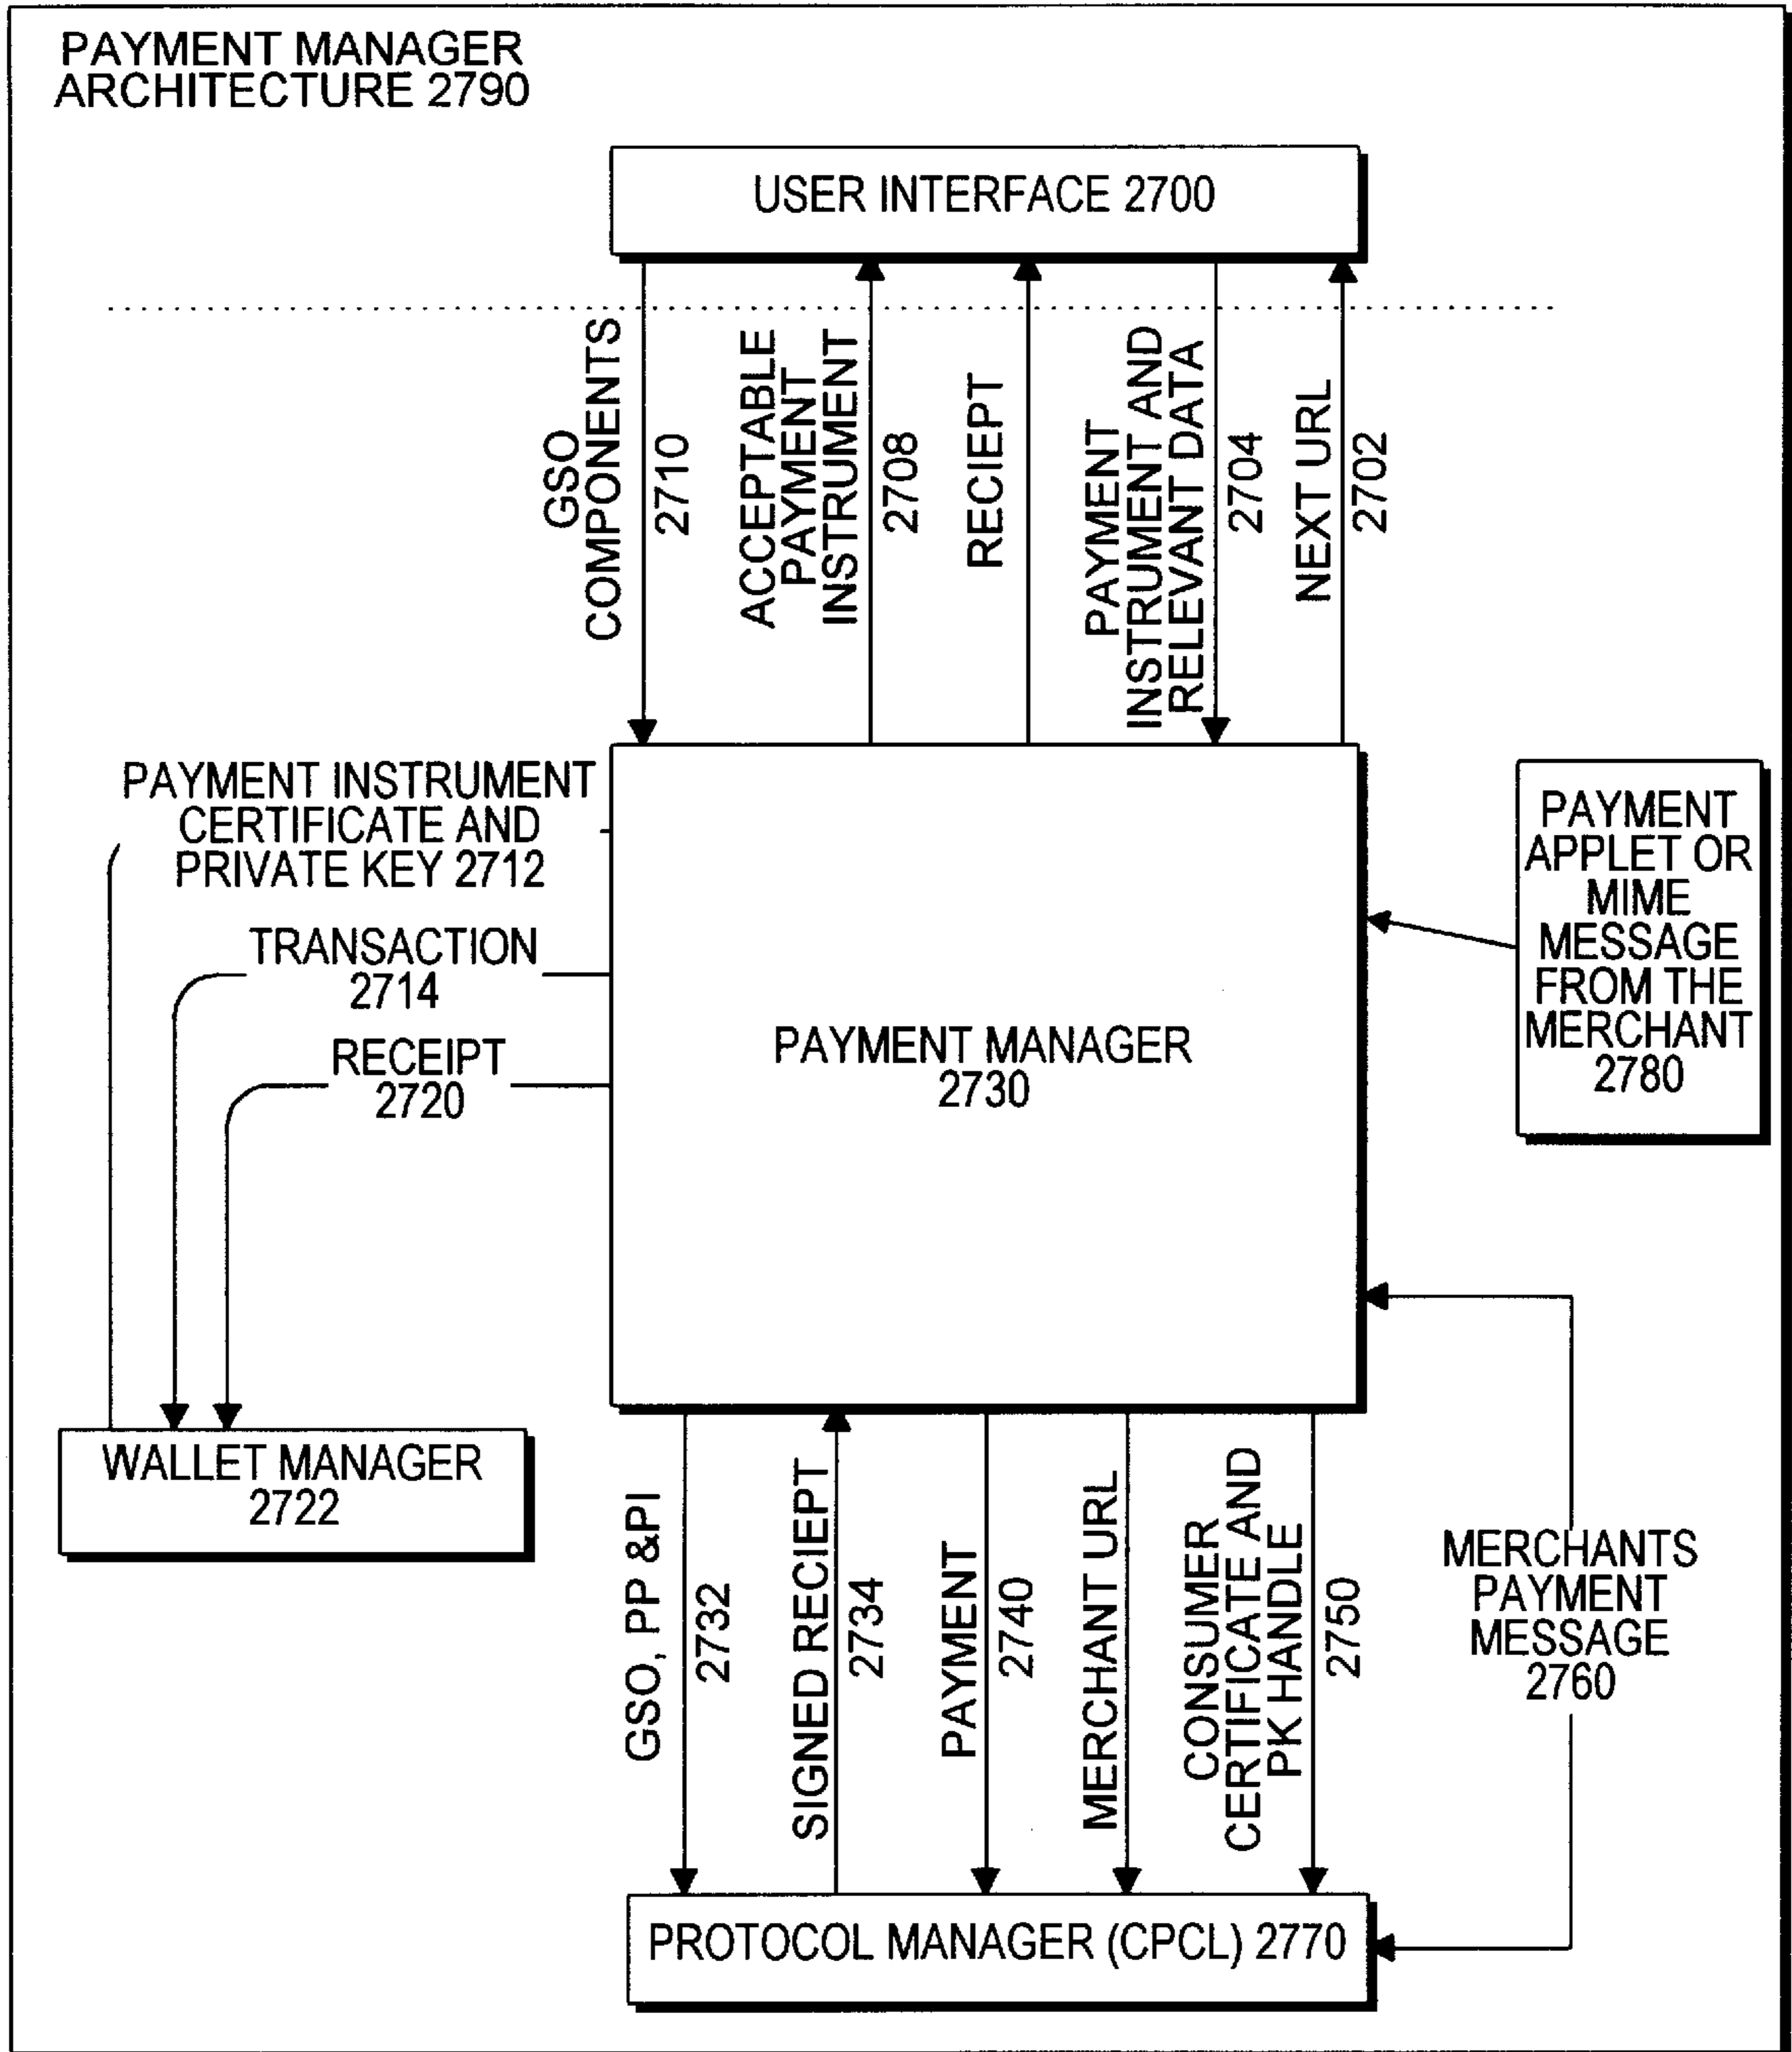 PAYMENT MANAGER
ARCHITECTURE 2790
USER INTERFACE 2700
GSO
COMPONENTS
2710
ACCEPTABLE
PAYMENT
INSTRUMENT
2708
RECIEPT
PAYMENT
INSTRUMENT AND
RELEVANT DATA
2704
NEXT URL
2702
PAYMENT INSTRUMENT
CERTIFICATE AND
PRIVATE KEY 2712
TRANSACTION
2714
RECEIPT
2720
PAYMENT MANAGER
2730
PAYMENT
APPLET OR
MIME
MESSAGE
FROM THE
MERCHANT
2780
WALLET MANAGER
2722
GSO, PP &PI
2732
SIGNED RECIEPT
2734
PAYMENT
2740
MERCHANT URL
CONSUMER
CERTIFICATE AND
PK HANDLE
2750
MERCHANTS
PAYMENT
MESSAGE
2760
PROTOCOL MANAGER (CPCL) 2770